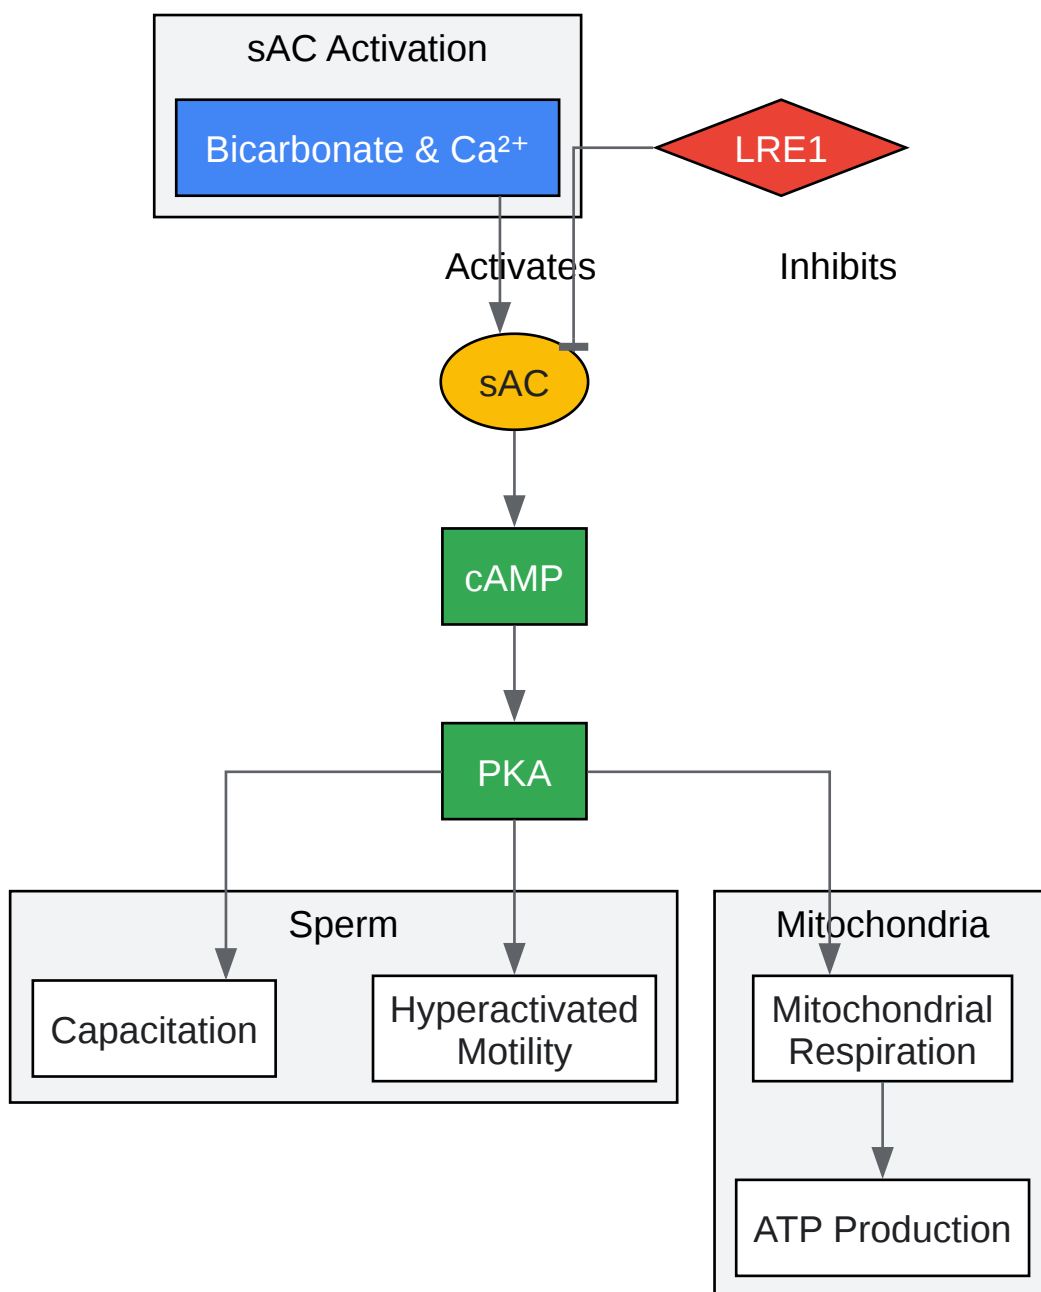 sAC Activation
Bicarbonate & Ca²⁺
LRE1
Activates
Inhibits
sAC
cAMP
PKA
Sperm
Mitochondria
Capacitation
Hyperactivated
Motility
Mitochondrial
Respiration
ATP Production